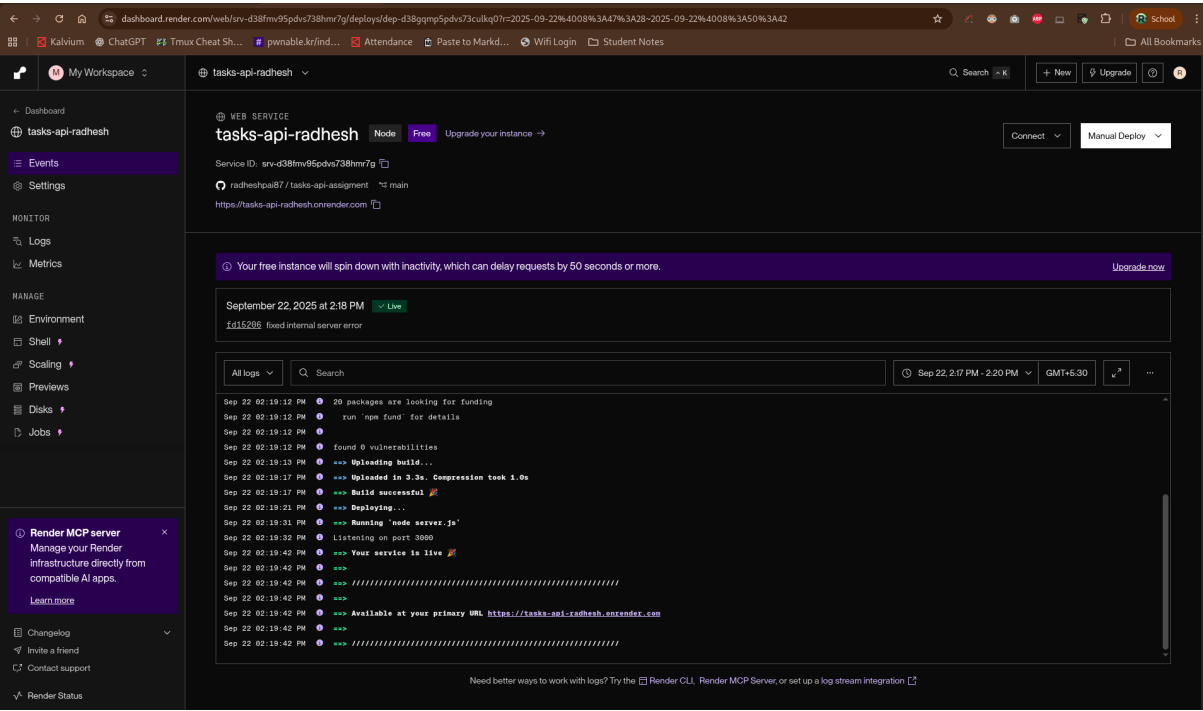 dashboard.render.com/web/srv-d38fmv95pdvs738hmr7g/deploys/dep-d38gqmp5pdvs73culkq0?r=2025-09-22%4008%3A47%3A28~2025-09-22%4008%3A50%3A42
School
Kalvium
ChatGPT
Tmux Cheat Sh...
pwnable.kr/ind...
Attendance
Paste to Markd...
Wifi Login
Student Notes
All Bookmarks
M My Workspace
tasks-api-radhesh
Search
K
+ New
Upgrade
R
← Dashboard
tasks-api-radhesh
Events
Settings
MONITOR
Logs
Metrics
MANAGE
Environment
Shell
Scaling
Previews
Disks
Jobs
Render MCP server
Manage your Render
infrastructure directly from
compatible AI apps.
Learn more
Changelog
Invite a friend
Contact support
Render Status
WEB SERVICE
tasks-api-radhesh Node Free Upgrade your instance →
Connect
Manual Deploy
Service ID: srv-d38fmv95pdvs738hmr7g
radheshpai87 / tasks-api-assigment main
https://tasks-api-radhesh.onrender.com
Your free instance will spin down with inactivity, which can delay requests by 50 seconds or more.
Upgrade now
September 22, 2025 at 2:18 PM ✓ Live
fd15206 fixed internal server error
All logs
Search
Sep 22, 2:17 PM - 2:20 PM
GMT+5:30
...
Sep 22 02:19:12 PM 20 packages are looking for funding
Sep 22 02:19:12 PM run `npm fund` for details
Sep 22 02:19:12 PM
Sep 22 02:19:12 PM found 0 vulnerabilities
Sep 22 02:19:13 PM ==> Uploading build...
Sep 22 02:19:17 PM ==> Uploaded in 3.3s. Compression took 1.0s
Sep 22 02:19:17 PM ==> Build successful 🎉
Sep 22 02:19:21 PM ==> Deploying...
Sep 22 02:19:31 PM ==> Running 'node server.js'
Sep 22 02:19:32 PM Listening on port 3000
Sep 22 02:19:42 PM ==> Your service is live 🎉
Sep 22 02:19:42 PM ==>
Sep 22 02:19:42 PM ==> ///////////////////////////////////////////////////////////
Sep 22 02:19:42 PM ==>
Sep 22 02:19:42 PM ==> Available at your primary URL https://tasks-api-radhesh.onrender.com
Sep 22 02:19:42 PM ==>
Sep 22 02:19:42 PM ==> ///////////////////////////////////////////////////////////
Need better ways to work with logs? Try the Render CLI, Render MCP Server, or set up a log stream integration